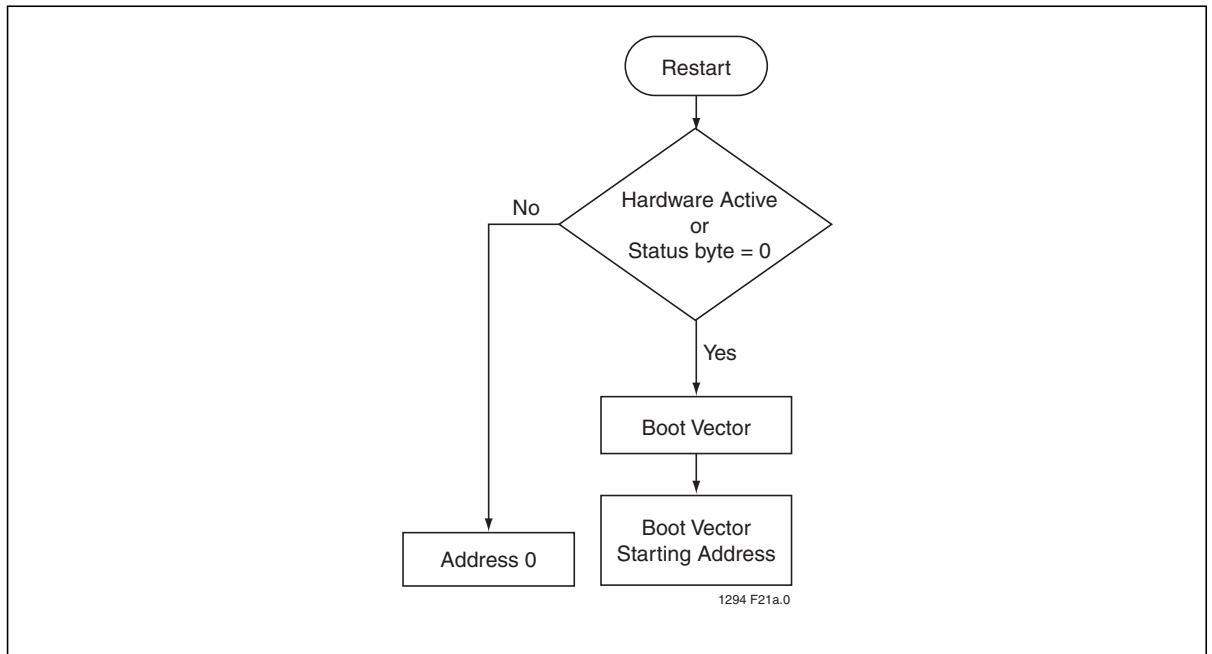 Restart
Hardware Active
or
Status byte = 0
No
Yes
Boot Vector
Boot Vector
Starting Address
Address 0
1294 F21a.0